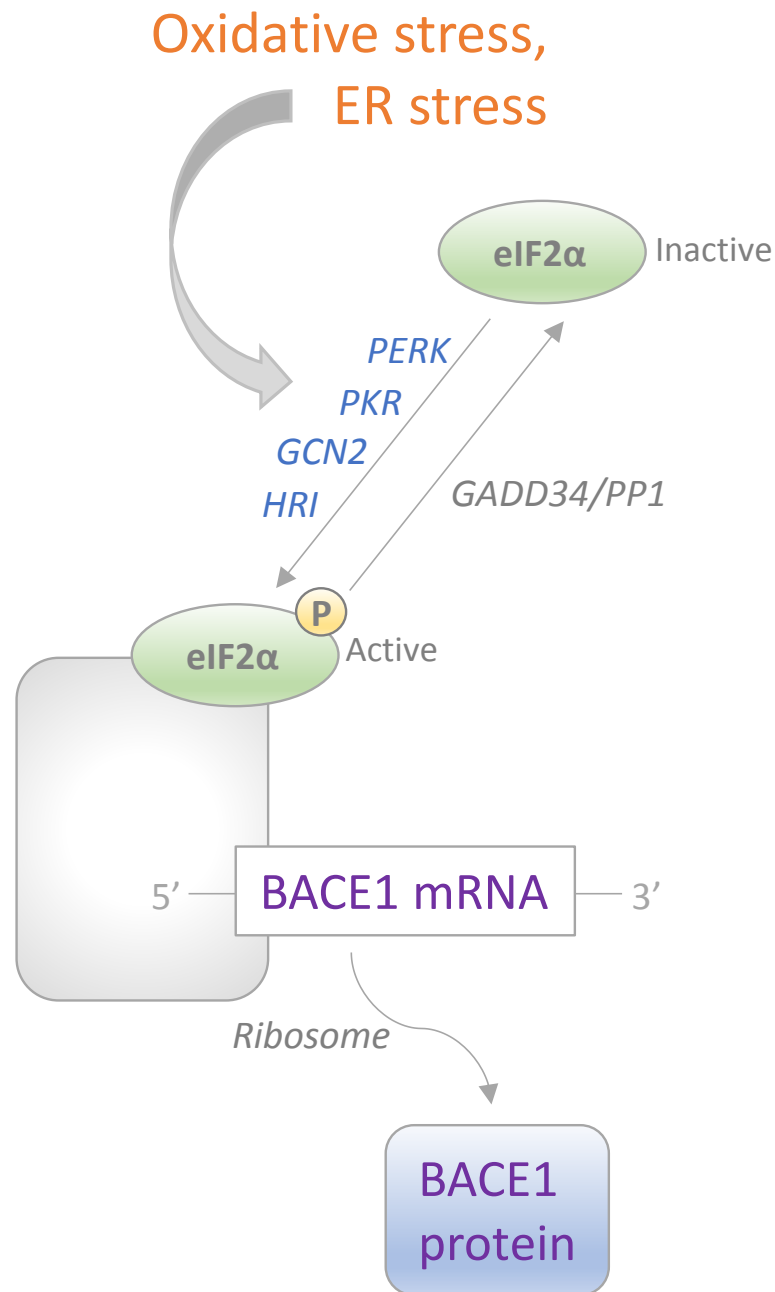 Oxidative stress,
ER stress
eIF2α
Inactive
PERK
PKR
GCN2
HRI
GADD34/PP1
P
eIF2α
Active
5’
BACE1 mRNA
3’
Ribosome
BACE1
protein